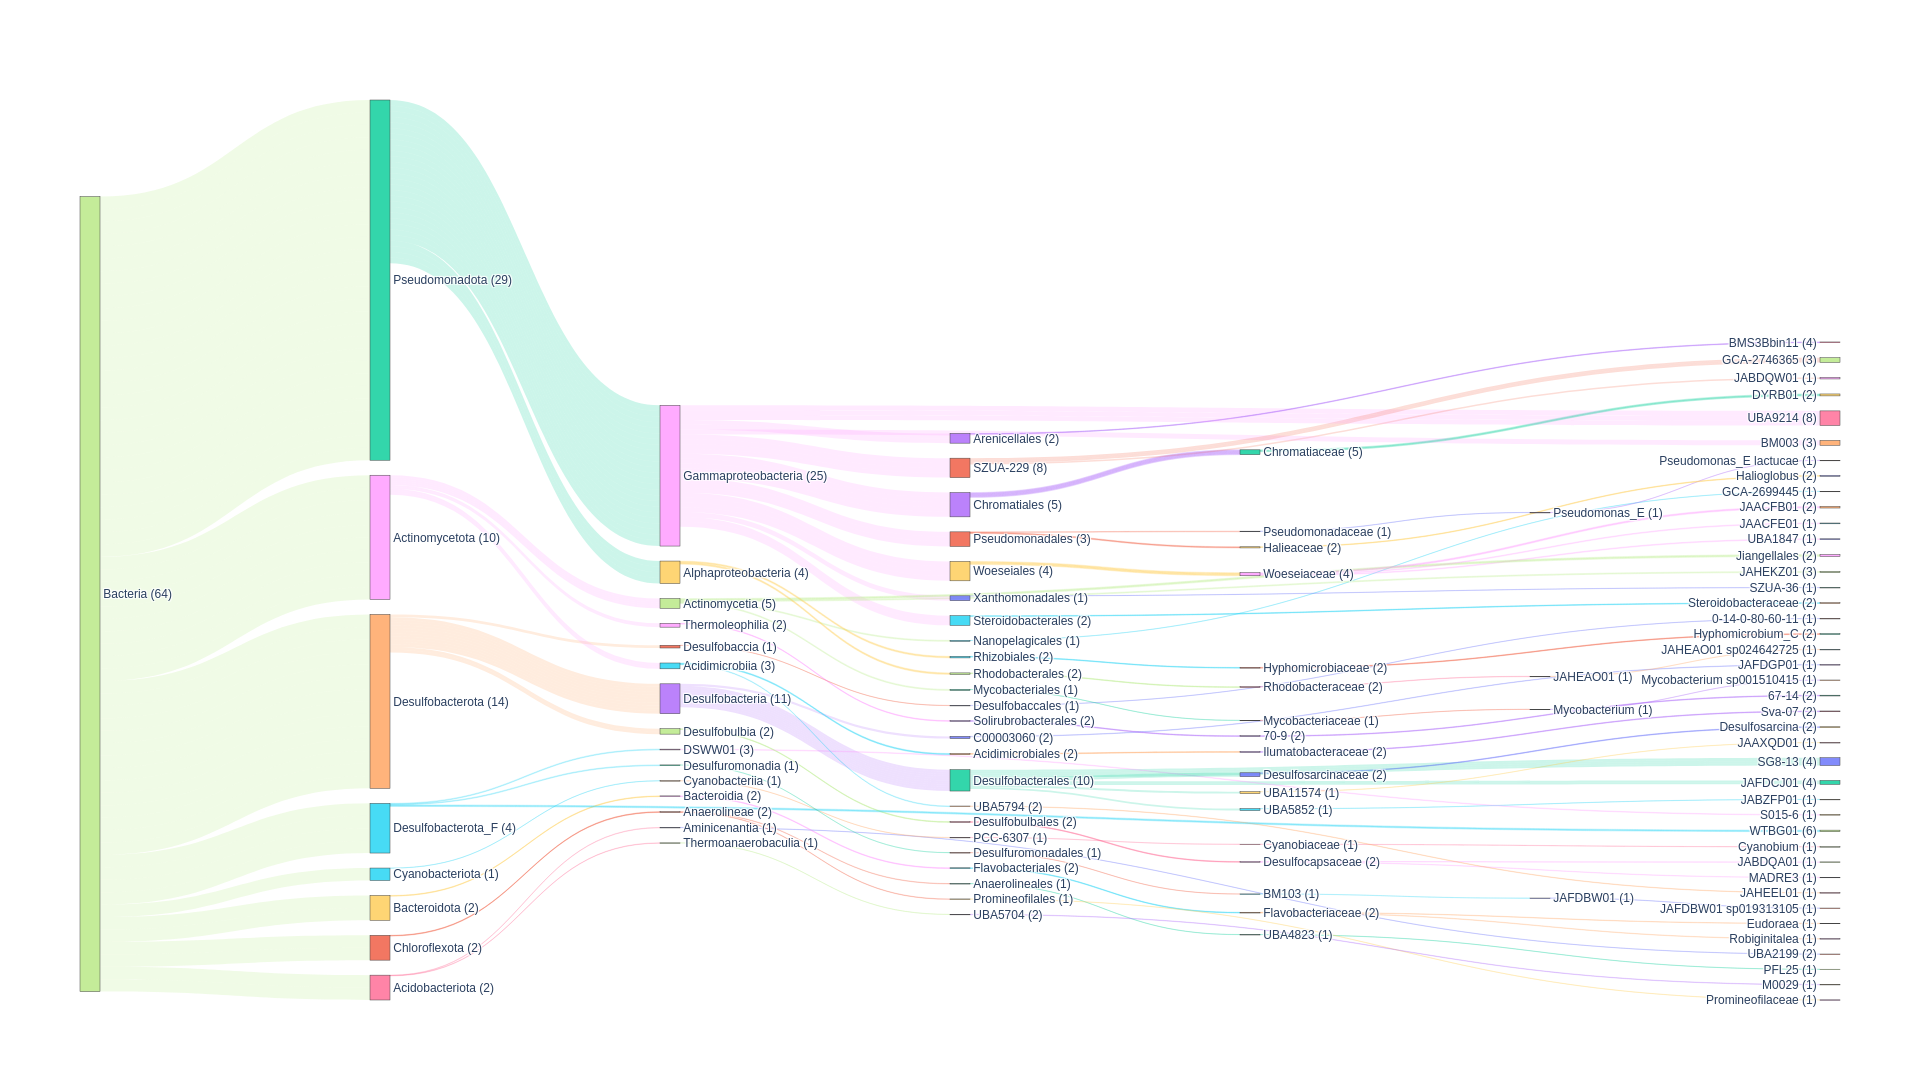 Bacteria (64)
Pseudomonadota (29)
Actinomycetota (10)
Desulfobacterota (14)
Desulfobacterota_F (4)
Cyanobacteriota (1)
Bacteroidota (2)
Chloroflexota (2)
Acidobacteriota (2)
Gammaproteobacteria (25)
Alphaproteobacteria (4)
Actinomycetia (5)
Thermoleophilia (2)
Desulfobaccia (1)
Acidimicrobiia (3)
Desulfobacteria (11)
Desulfobulbia (2)
DSWW01 (3)
Desulfuromonadia (1)
Cyanobacteriia (1)
Bacteroidia (2)
Anaerolineae (2)
Aminicenantia (1)
Thermoanaerobaculia (1)
Arenicellales (2)
SZUA-229 (8)
Chromatiales (5)
Pseudomonadales (3)
Woeseiales (4)
Xanthomonadales (1)
Steroidobacterales (2)
Nanopelagicales (1)
Rhizobiales (2)
Rhodobacterales (2)
Mycobacteriales (1)
Desulfobaccales (1)
Solirubrobacterales (2)
C00003060 (2)
Acidimicrobiales (2)
Desulfobacterales (10)
UBA5794 (2)
Desulfobulbales (2)
PCC-6307 (1)
Desulfuromonadales (1)
Flavobacteriales (2)
Anaerolineales (1)
Promineofilales (1)
UBA5704 (2)
Chromatiaceae (5)
Pseudomonadaceae (1)
Halieaceae (2)
Woeseiaceae (4)
Hyphomicrobiaceae (2)
Rhodobacteraceae (2)
Mycobacteriaceae (1)
70-9 (2)
Ilumatobacteraceae (2)
Desulfosarcinaceae (2)
UBA11574 (1)
UBA5852 (1)
Cyanobiaceae (1)
Desulfocapsaceae (2)
BM103 (1)
Flavobacteriaceae (2)
UBA4823 (1)
Pseudomonas_E (1)
JAHEAO01 (1)
Mycobacterium (1)
JAFDBW01 (1)
BMS3Bbin11 (4)
GCA-2746365 (3)
JABDQW01 (1)
DYRB01 (2)
UBA9214 (8)
BM003 (3)
Pseudomonas_E lactucae (1)
Halioglobus (2)
GCA-2699445 (1)
JAACFB01 (2)
JAACFE01 (1)
UBA1847 (1)
Jiangellales (2)
JAHEKZ01 (3)
SZUA-36 (1)
Steroidobacteraceae (2)
0-14-0-80-60-11 (1)
Hyphomicrobium_C (2)
JAHEAO01 sp024642725 (1)
JAFDGP01 (1)
Mycobacterium sp001510415 (1)
67-14 (2)
Sva-07 (2)
Desulfosarcina (2)
JAAXQD01 (1)
SG8-13 (4)
JAFDCJ01 (4)
JABZFP01 (1)
S015-6 (1)
WTBG01 (6)
Cyanobium (1)
JABDQA01 (1)
MADRE3 (1)
JAHEEL01 (1)
JAFDBW01 sp019313105 (1)
Eudoraea (1)
Robiginitalea (1)
UBA2199 (2)
PFL25 (1)
M0029 (1)
Promineofilaceae (1)